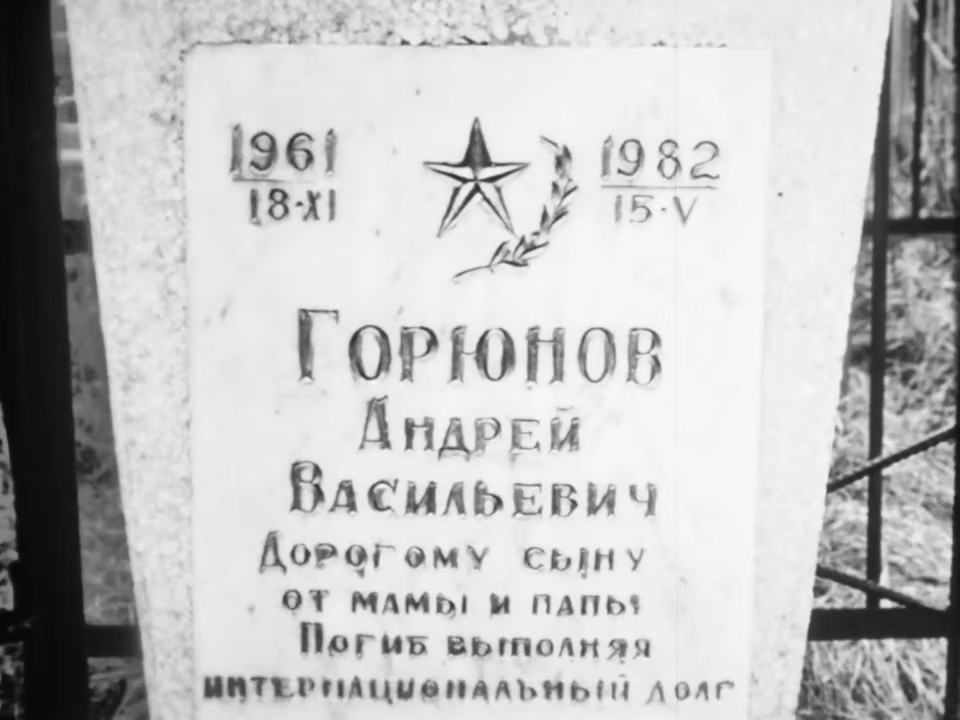 1961 1982
18-XI 15-V
Горюнов
Андрей
Васильевич
Дорогому сыну
от мамы и папы
Погиб выполняя
интернациональный долг